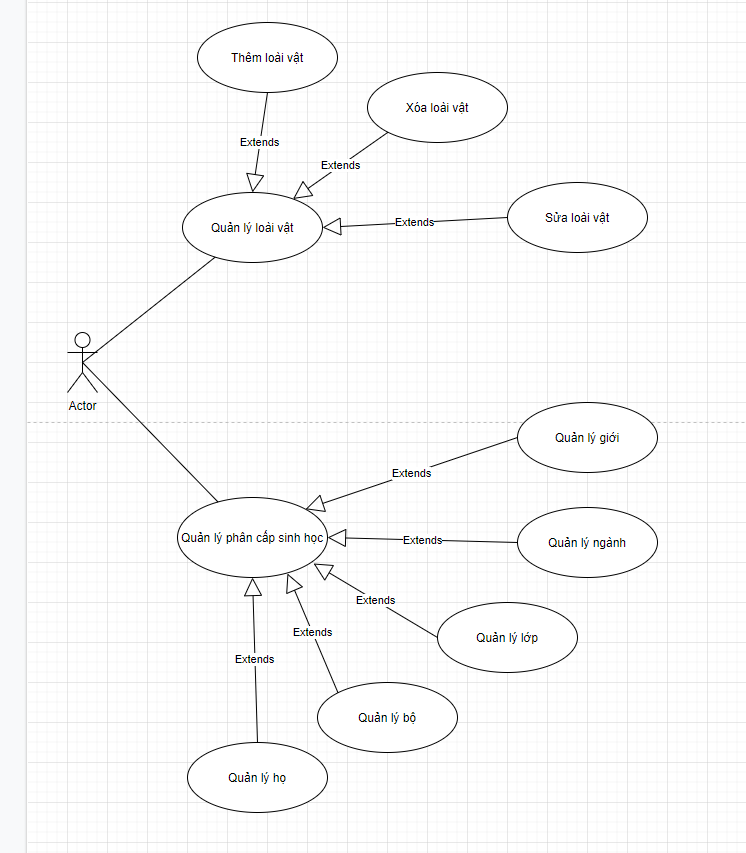 Thêm loài vật
Xóa loài vật
Extends
Extends
Sửa loài vật
Extends
Quản lý loài vật
Actor
Quản lý giới
Extends
Quản lý phân cấp sinh học
Extends
Quản lý ngành
Extends
Quản lý lớp
Extends
Extends
Quản lý bộ
Quản lý họ